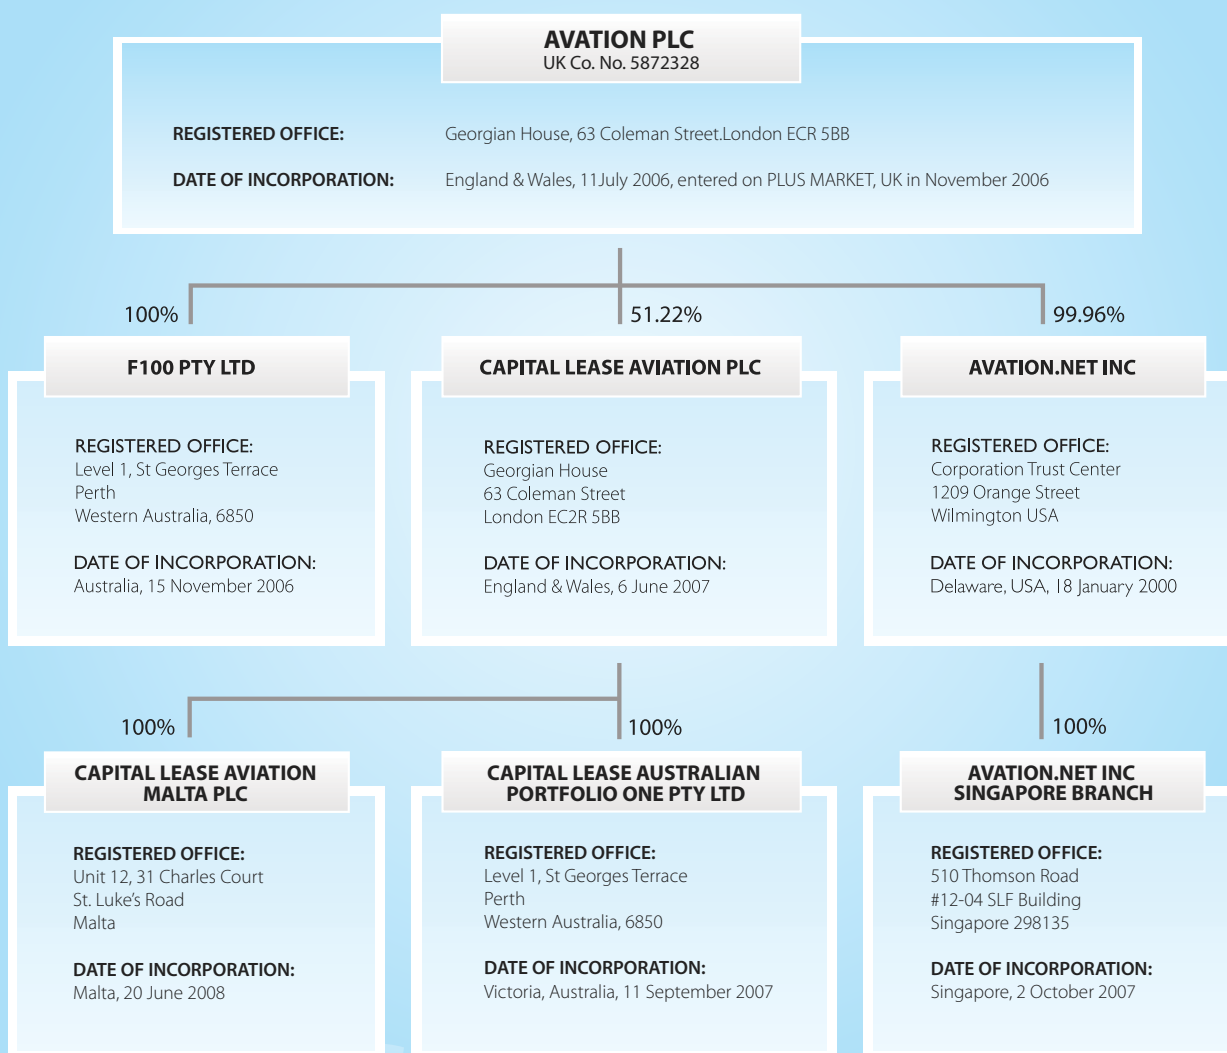 AVATION PLC
UK Co. No. 5872328
REGISTERED OFFICE: Georgian House, 63 Coleman Street.London ECR 5BB
DATE OF INCORPORATION: England & Wales, 11July 2006, entered on PLUS MARKET, UK in November 2006
100%
51.22%
99.96%
F100 PTY LTD
REGISTERED OFFICE:
Level 1, St Georges Terrace
Perth
Western Australia, 6850
DATE OF INCORPORATION:
Australia, 15 November 2006
CAPITAL LEASE AVIATION PLC
REGISTERED OFFICE:
Georgian House
63 Coleman Street
London EC2R 5BB
DATE OF INCORPORATION:
England & Wales, 6 June 2007
AVATION.NET INC
REGISTERED OFFICE:
Corporation Trust Center
1209 Orange Street
Wilmington USA
DATE OF INCORPORATION:
Delaware, USA, 18 January 2000
100%
100%
100%
CAPITAL LEASE AVIATION
MALTA PLC
REGISTERED OFFICE:
Unit 12, 31 Charles Court
St. Luke's Road
Malta
DATE OF INCORPORATION:
Malta, 20 June 2008
CAPITAL LEASE AUSTRALIAN
PORTFOLIO ONE PTY LTD
REGISTERED OFFICE:
Level 1, St Georges Terrace
Perth
Western Australia, 6850
DATE OF INCORPORATION:
Victoria, Australia, 11 September 2007
AVATION.NET INC
SINGAPORE BRANCH
REGISTERED OFFICE:
510 Thomson Road
#12-04 SLF Building
Singapore 298135
DATE OF INCORPORATION:
Singapore, 2 October 2007